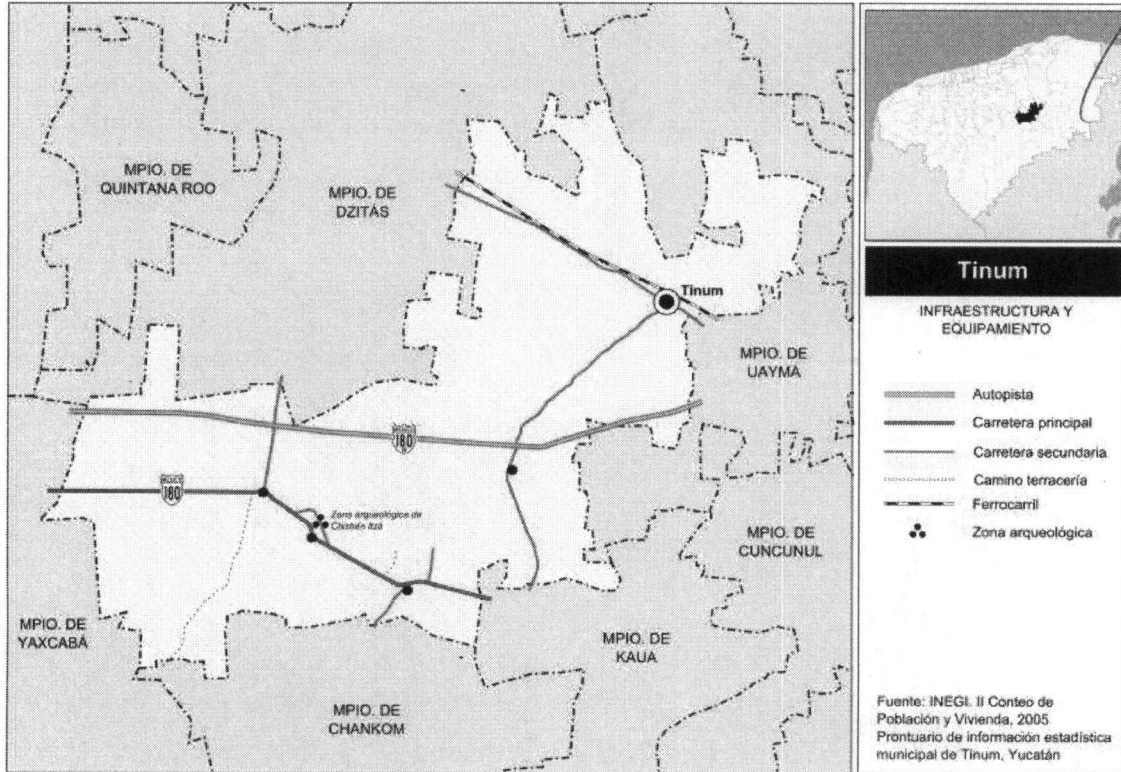 MPIO. DE
QUINTANA ROO
MPIO. DE
DZITÁS
Tinum
MPIO. DE
UAYMA
180
D
MEXICO
180
Zona arqueológica de
Chichén Itzá
MPIO. DE
CUNCUNUL
MPIO. DE
YAXCABÁ
MPIO. DE
KAUA
MPIO. DE
CHANKOM
Tinum
INFRAESTRUCTURA Y
EQUIPAMIENTO
Autopista
Carretera principal
Carretera secundaria
Camino terracería
Ferrocarril
Zona arqueológica
Fuente: INEGI. II Conteo de
Población y Vivienda, 2005
Prontuario de información estadística
municipal de Tinum, Yucatán